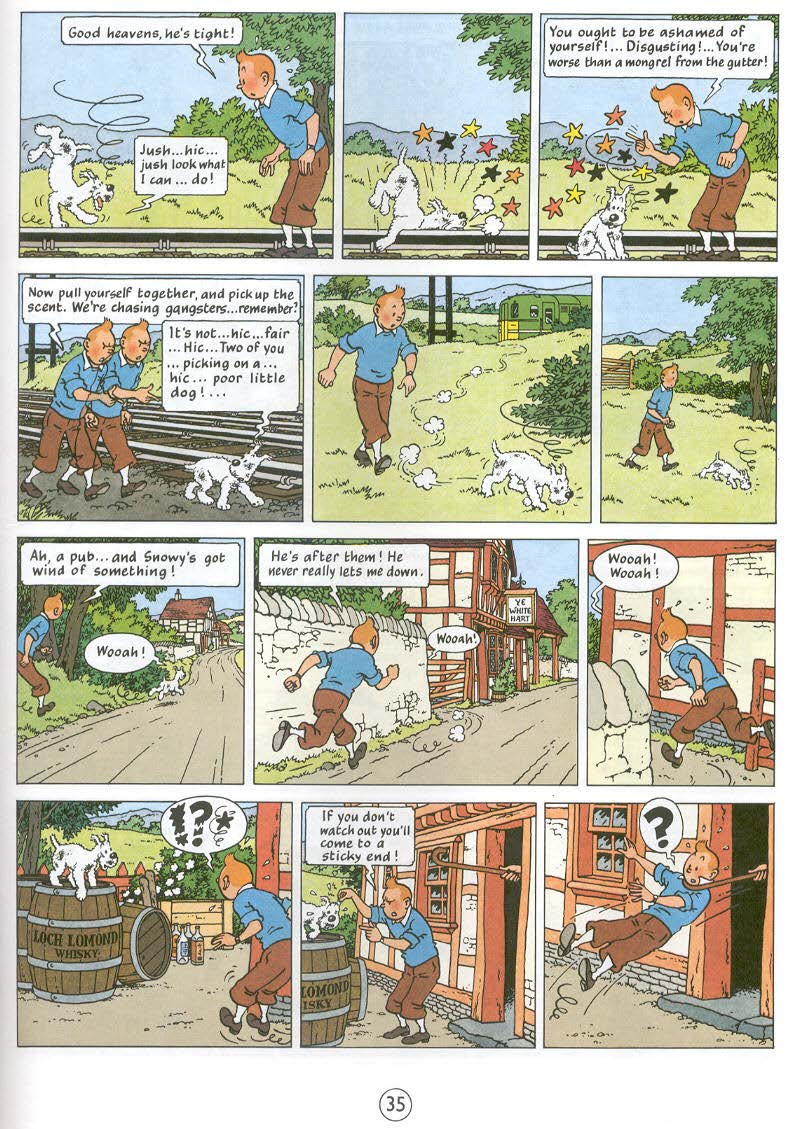 Good heavens, he's tight!
Jush...hic...
jush look what
I can ... do!
You ought to be ashamed of
yourself!... Disgusting!... You're
worse than a mongrel from the gutter!
Now pull yourself together, and pick up the
scent. We're chasing gangsters...remember?
It's not...hic...fair
...Hic...Two of you
... picking on a ...
hic... poor little
dog!...
Ah, a pub...and Snowy's got
wind of something!
Wooah!
He's after them! He
never really lets me down.
Wooah!
YE
WHITE
HART
Wooah!
Wooah!
!?
LOCH LOMOND
WHISKY.
If you don't
watch out you'll
come to a
sticky end!
LOMOND
ISKY
?
35